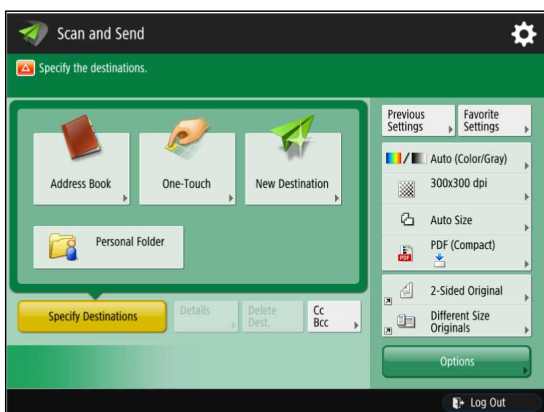 Scan and Send
Specify the destinations.
Address Book
One-Touch
New Destination
Personal Folder
Specify Destinations
Details
Delete
Dest.
Cc
Bcc
Previous
Settings
Favorite
Settings
Auto (Color/Gray)
300x300 dpi
Auto Size
PDF
PDF (Compact)
2-Sided Original
Different Size
Originals
Options
Log Out